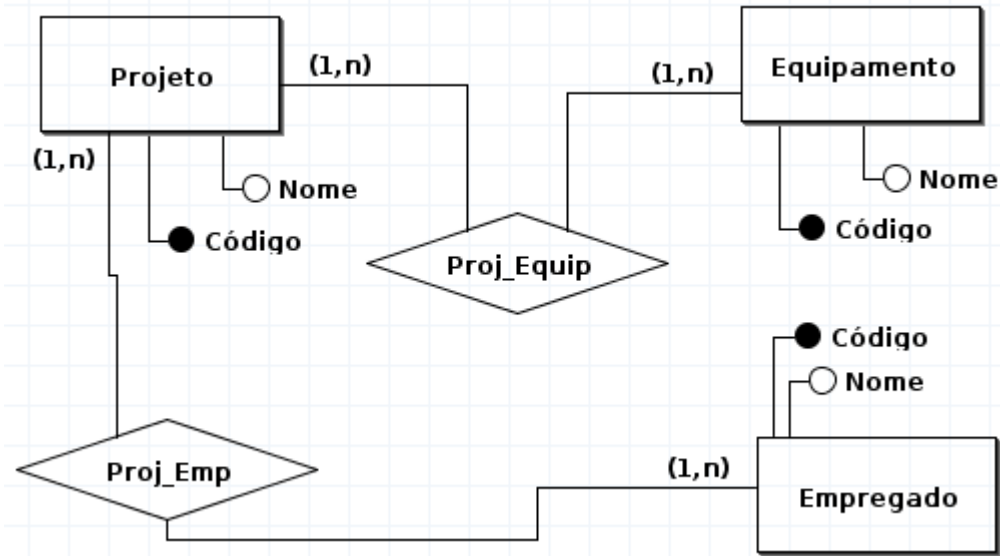 Projeto
(1,n)
(1,n)
Equipamento
(1,n)
Nome
Código
Nome
Código
Proj_Equip
Código
Nome
Proj_Emp
(1,n)
Empregado